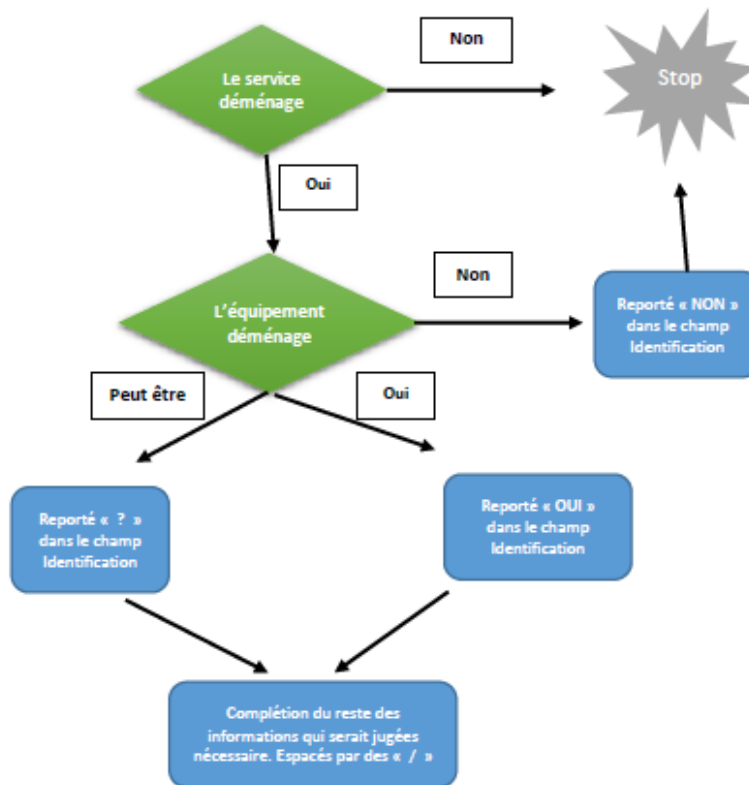 Non
Stop
Le service
déménage
Oui
Non
L'équipement
déménage
Reporté « NON »
dans le champ
Identification
Peut être
Oui
Reporté « ? »
dans le champ
Identification
Reporté « OUI »
dans le champ
Identification
Complétion du reste des
informations qui serait jugées
nécessaire. Espacés par des « / »